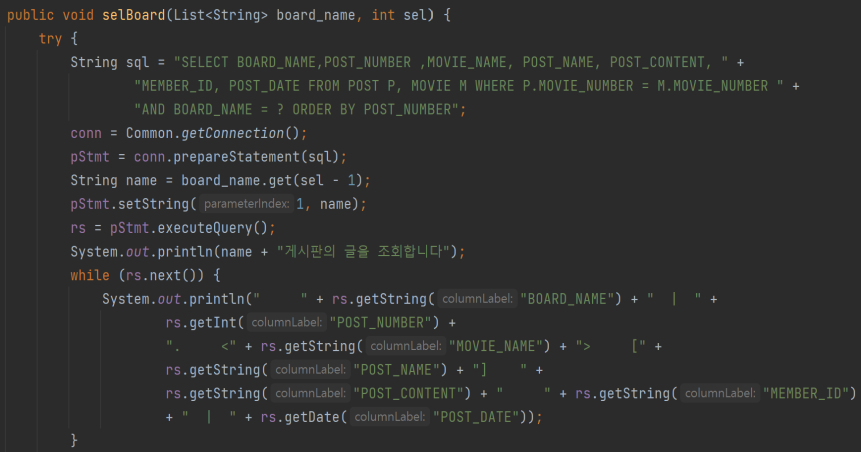 public void selBoard(List<String> board_name, int sel) {
try {
String sql = "SELECT BOARD_NAME,POST_NUMBER ,MOVIE_NAME, POST_NAME, POST_CONTENT, " +
"MEMBER_ID, POST_DATE FROM POST P, MOVIE M WHERE P.MOVIE_NUMBER = M.MOVIE_NUMBER " +
"AND BOARD_NAME = ? ORDER BY POST_NUMBER";
conn = Common.getConnection();
pStmt = conn.prepareStatement(sql);
String name = board_name.get(sel - 1);
pStmt.setString( parameterIndex: 1, name);
rs = pStmt.executeQuery();
System.out.println(name + "게시판의 글을 조회합니다");
while (rs.next()) {
System.out.println("     " + rs.getString( columnLabel: "BOARD_NAME") + "  |  " +
rs.getInt( columnLabel: "POST_NUMBER") +
".     <" + rs.getString( columnLabel: "MOVIE_NAME") + ">     [" +
rs.getString( columnLabel: "POST_NAME") + "]    " +
rs.getString( columnLabel: "POST_CONTENT") + "     " + rs.getString( columnLabel: "MEMBER_ID")
+ "  |  " + rs.getDate( columnLabel: "POST_DATE"));
}